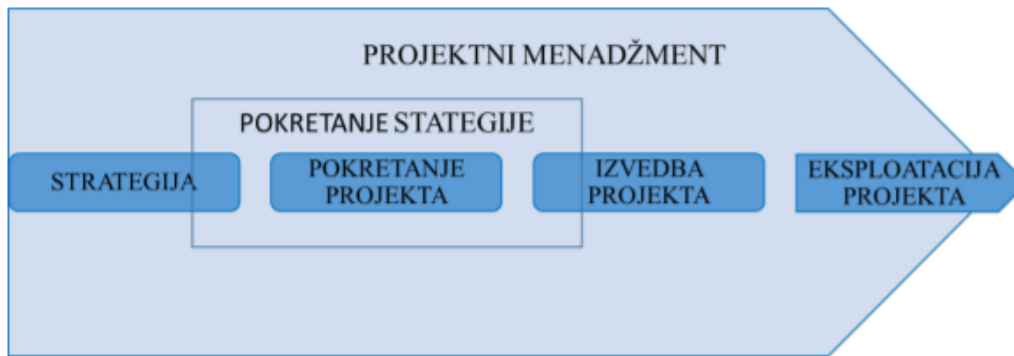 PROJEKTNI MENADŽMENT
POKRETANJE STATEGIJE
STRATEGIJA
POKRETANJE
PROJEKTA
IZVEDBA
PROJEKTA
EKSPLOATACIJA
PROJEKTA